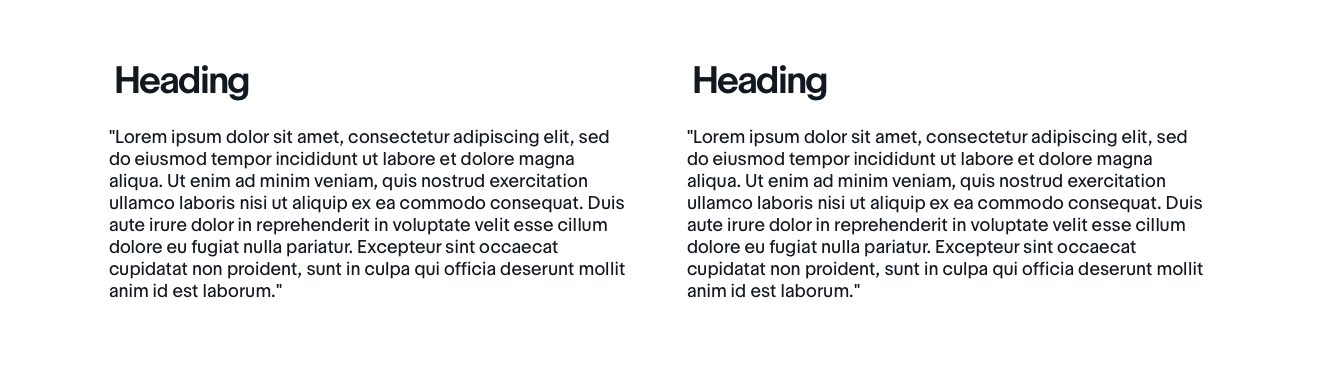 Heading
"Lorem ipsum dolor sit amet, consectetur adipiscing elit, sed
do eiusmod tempor incididunt ut labore et dolore magna
aliqua. Ut enim ad minim veniam, quis nostrud exercitation
ullamco laboris nisi ut aliquip ex ea commodo consequat. Duis
aute irure dolor in reprehenderit in voluptate velit esse cillum
dolore eu fugiat nulla pariatur. Excepteur sint occaecat
cupidatat non proident, sunt in culpa qui officia deserunt mollit
anim id est laborum."
Heading
"Lorem ipsum dolor sit amet, consectetur adipiscing elit, sed
do eiusmod tempor incididunt ut labore et dolore magna
aliqua. Ut enim ad minim veniam, quis nostrud exercitation
ullamco laboris nisi ut aliquip ex ea commodo consequat. Duis
aute irure dolor in reprehenderit in voluptate velit esse cillum
dolore eu fugiat nulla pariatur. Excepteur sint occaecat
cupidatat non proident, sunt in culpa qui officia deserunt mollit
anim id est laborum."